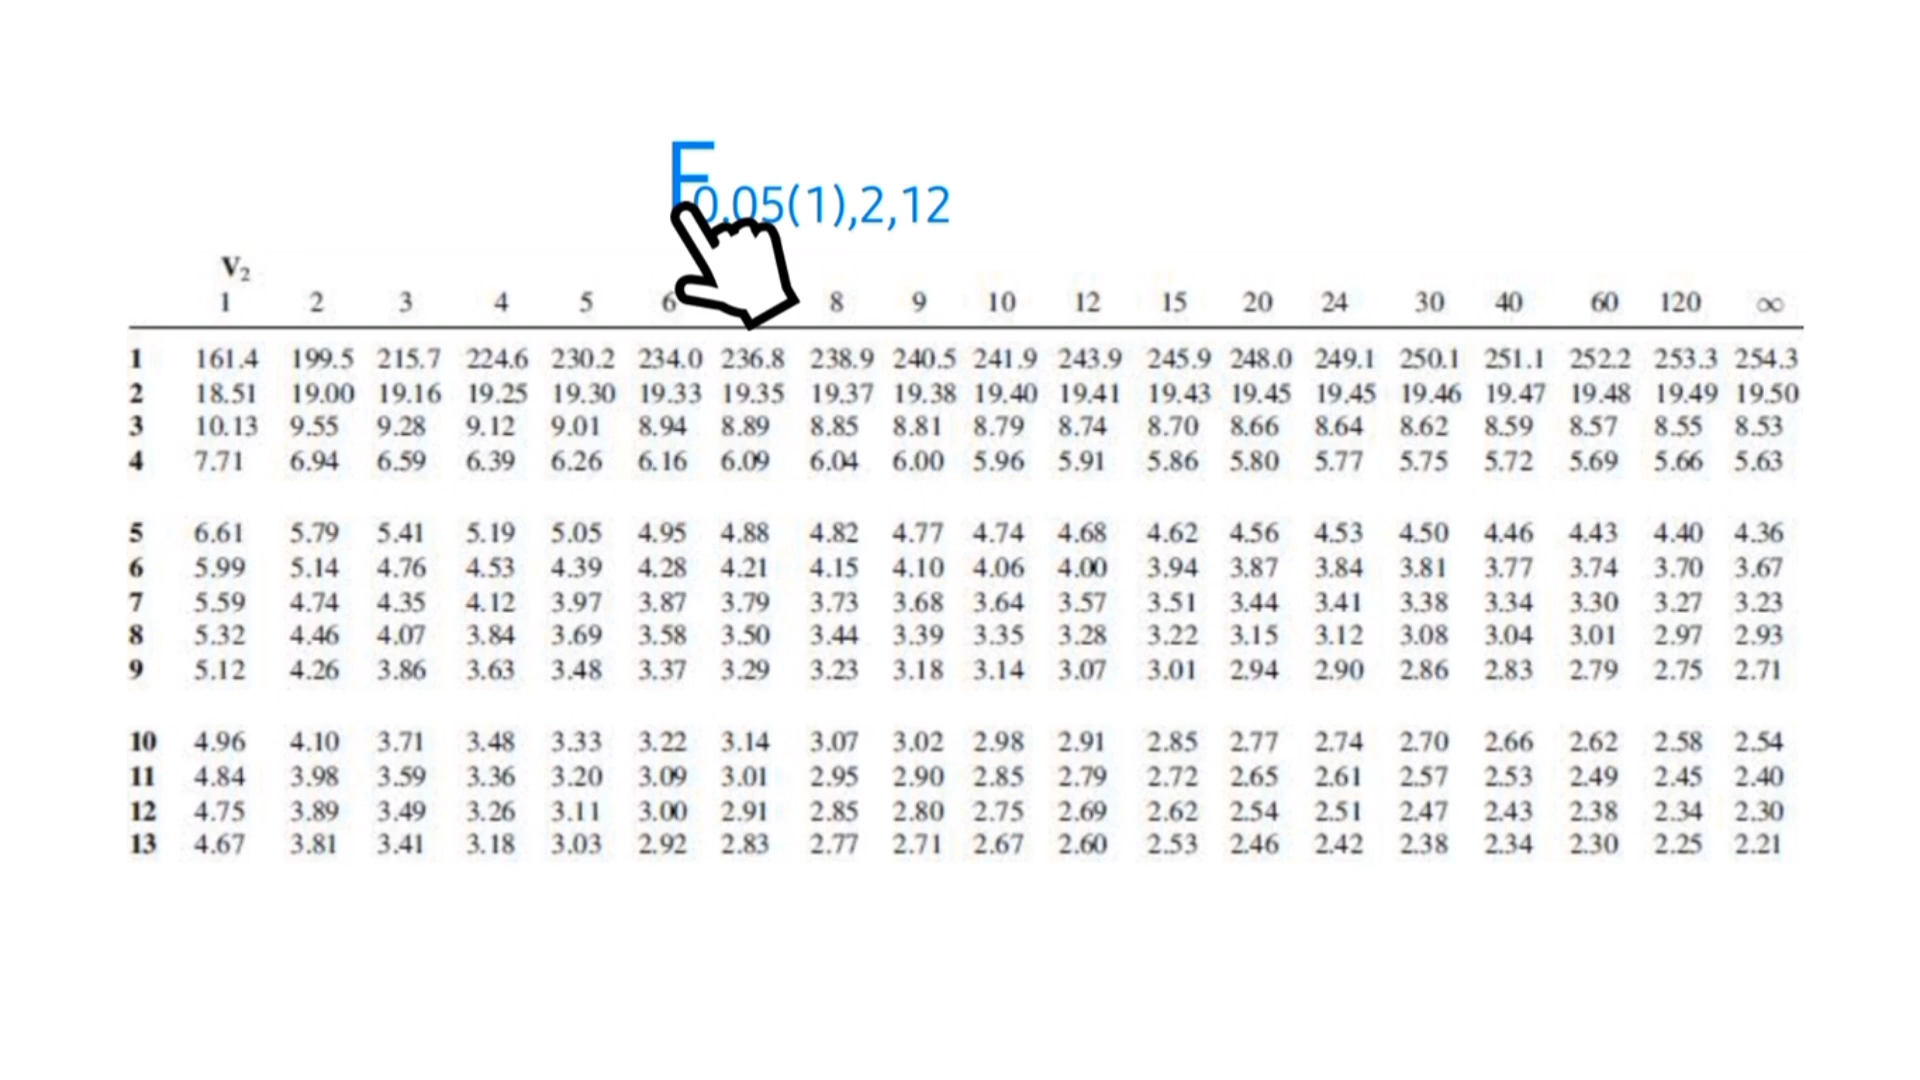 F0,05(1),2,12
V2
1 2 3 4 5 6 8 9 10 12 15 20 24 30 40 60 120 ∞
1 161.4 199.5 215.7 224.6 230.2 234.0 236.8 238.9 240.5 241.9 243.9 245.9 248.0 249.1 250.1 251.1 252.2 253.3 254.3
2 18.51 19.00 19.16 19.25 19.30 19.33 19.35 19.37 19.38 19.40 19.41 19.43 19.45 19.45 19.46 19.47 19.48 19.49 19.50
3 10.13 9.55 9.28 9.12 9.01 8.94 8.89 8.85 8.81 8.79 8.74 8.70 8.66 8.64 8.62 8.59 8.57 8.55 8.53
4 7.71 6.94 6.59 6.39 6.26 6.16 6.09 6.04 6.00 5.96 5.91 5.86 5.80 5.77 5.75 5.72 5.69 5.66 5.63
5 6.61 5.79 5.41 5.19 5.05 4.95 4.88 4.82 4.77 4.74 4.68 4.62 4.56 4.53 4.50 4.46 4.43 4.40 4.36
6 5.99 5.14 4.76 4.53 4.39 4.28 4.21 4.15 4.10 4.06 4.00 3.94 3.87 3.84 3.81 3.77 3.74 3.70 3.67
7 5.59 4.74 4.35 4.12 3.97 3.87 3.79 3.73 3.68 3.64 3.57 3.51 3.44 3.41 3.38 3.34 3.30 3.27 3.23
8 5.32 4.46 4.07 3.84 3.69 3.58 3.50 3.44 3.39 3.35 3.28 3.22 3.15 3.12 3.08 3.04 3.01 2.97 2.93
9 5.12 4.26 3.86 3.63 3.48 3.37 3.29 3.23 3.18 3.14 3.07 3.01 2.94 2.90 2.86 2.83 2.79 2.75 2.71
10 4.96 4.10 3.71 3.48 3.33 3.22 3.14 3.07 3.02 2.98 2.91 2.85 2.77 2.74 2.70 2.66 2.62 2.58 2.54
11 4.84 3.98 3.59 3.36 3.20 3.09 3.01 2.95 2.90 2.85 2.79 2.72 2.65 2.61 2.57 2.53 2.49 2.45 2.40
12 4.75 3.89 3.49 3.26 3.11 3.00 2.91 2.85 2.80 2.75 2.69 2.62 2.54 2.51 2.47 2.43 2.38 2.34 2.30
13 4.67 3.81 3.41 3.18 3.03 2.92 2.83 2.77 2.71 2.67 2.60 2.53 2.46 2.42 2.38 2.34 2.30 2.25 2.21